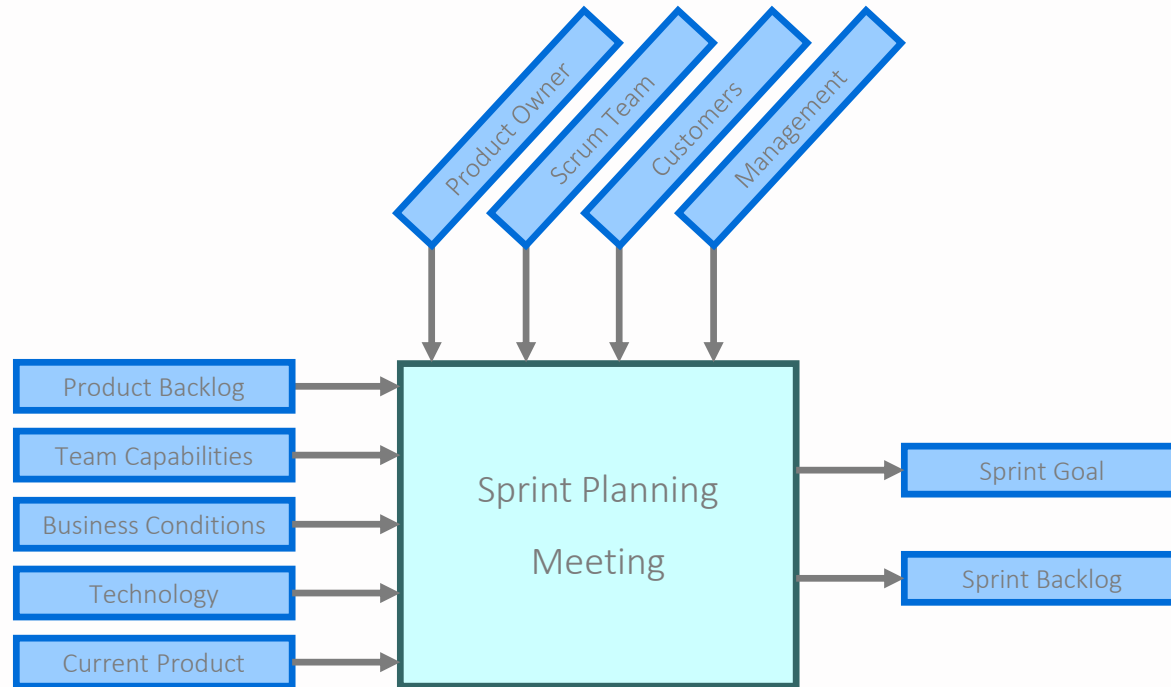 Product Owner
Scrum Team
Customers
Management
Product Backlog
Team Capabilities
Business Conditions
Technology
Current Product
Sprint Planning
Meeting
Sprint Goal
Sprint Backlog